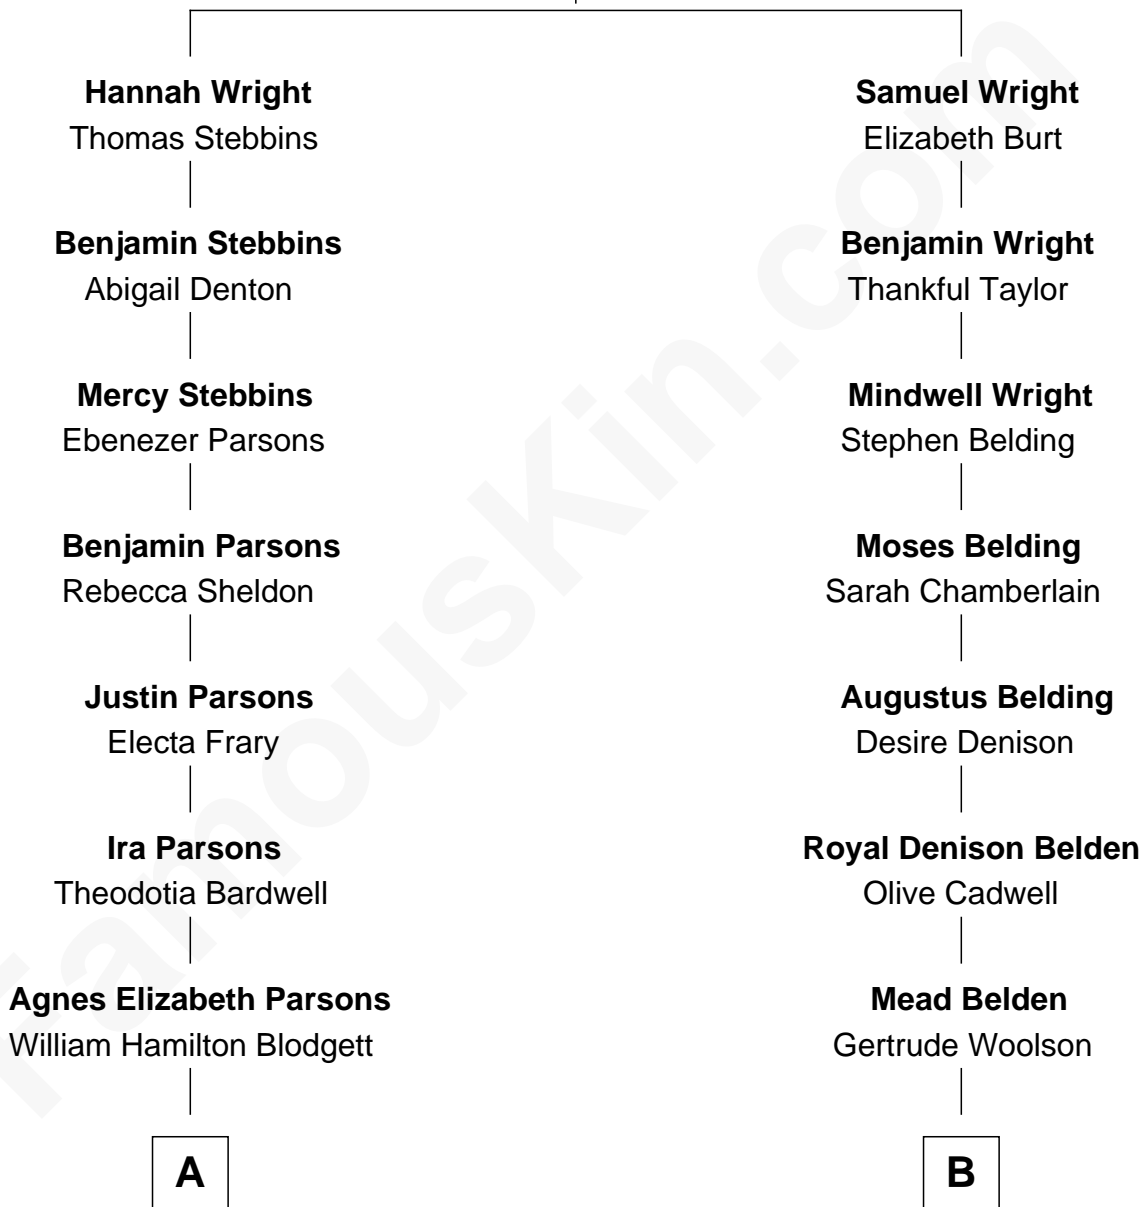 Hannah Wright
Thomas Stebbins
Samuel Wright
Elizabeth Burt
Benjamin Stebbins
Abigail Denton
Benjamin Wright
Thankful Taylor
Mercy Stebbins
Ebenezer Parsons
Mindwell Wright
Stephen Belding
Benjamin Parsons
Rebecca Sheldon
Moses Belding
Sarah Chamberlain
Justin Parsons
Electa Frary
Augustus Belding
Desire Denison
Ira Parsons
Theodotia Bardwell
Royal Denison Belden
Olive Cadwell
Agnes Elizabeth Parsons
William Hamilton Blodgett
Mead Belden
Gertrude Woolson
A
B
FamousKin.com